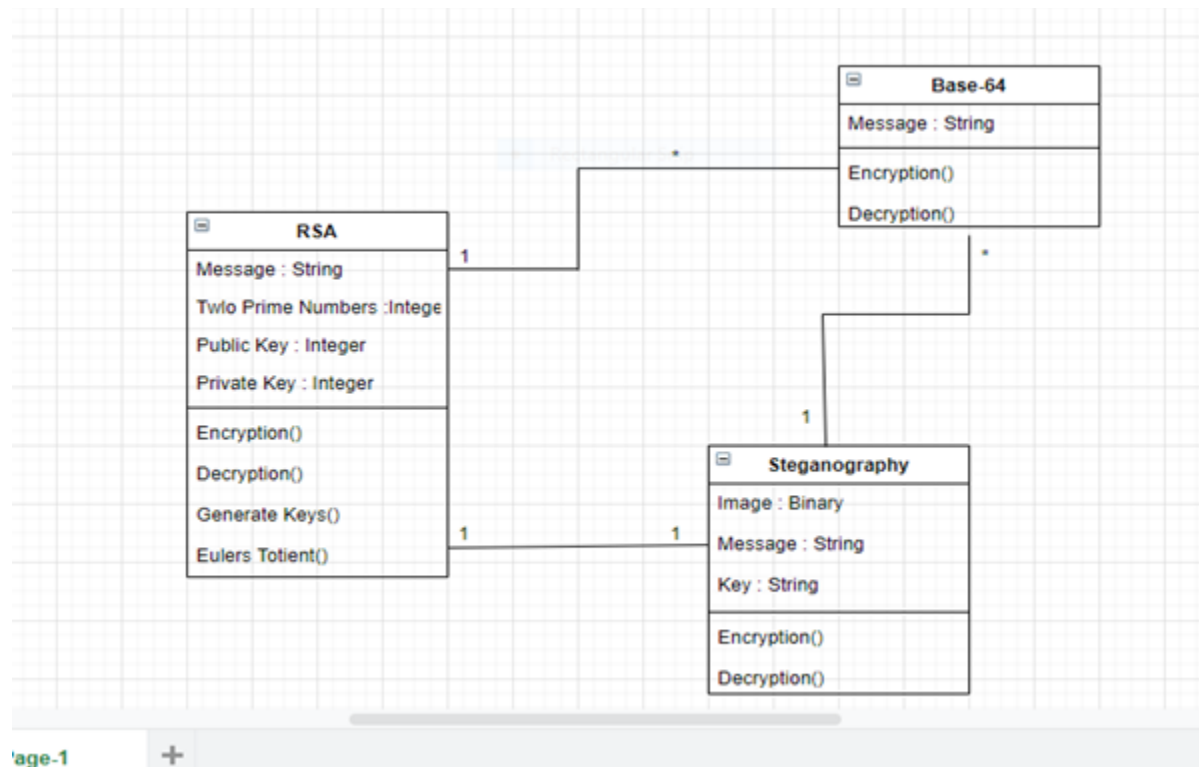 Base-64
Message : String
Encryption()
Decryption()
*
*
RSA
Message : String
Twlo Prime Numbers :Intege
Public Key : Integer
Private Key : Integer
Encryption()
Decryption()
Generate Keys()
Eulers Totient()
1
1
1
1
Steganography
Image : Binary
Message : String
Key : String
Encryption()
Decryption()
age-1
+